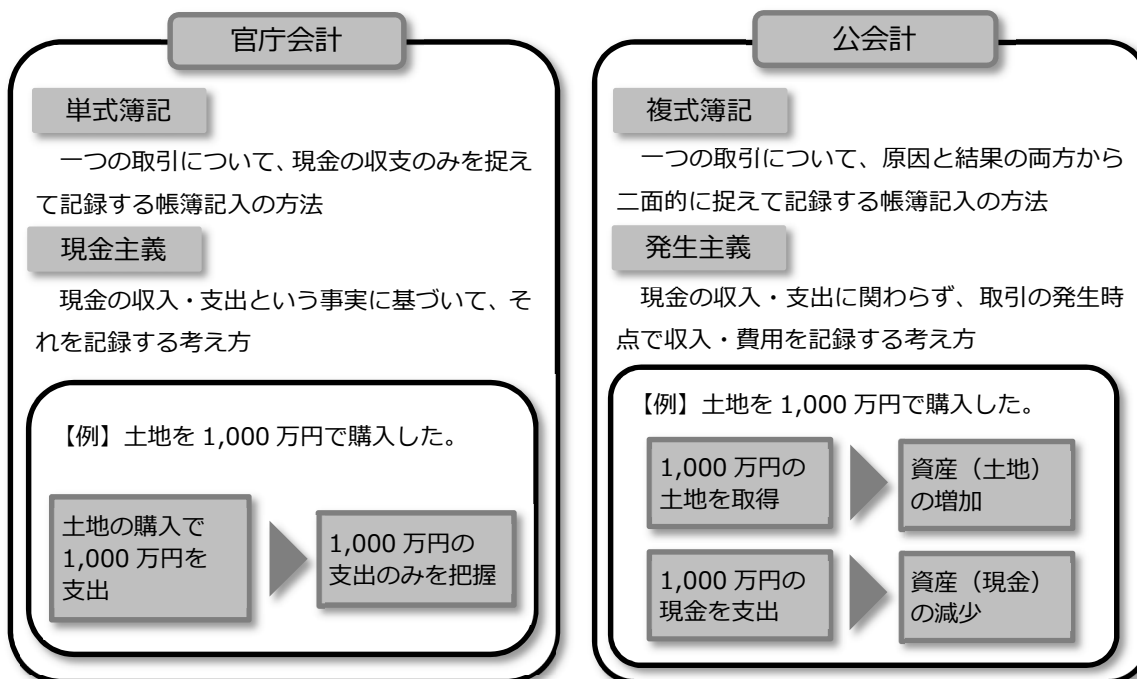 官庁会計
単式簿記
一つの取引について、現金の収支のみを捉え
て記録する帳簿記入の方法
現金主義
現金の収入・支出という事実に基づいて、そ
れを記録する考え方
【例】土地を 1,000 万円で購入した。
土地の購入で
1,000 万円を
支出
1,000 万円の
支出のみを把握
公会計
複式簿記
一つの取引について、原因と結果の両方から
二面的に捉えて記録する帳簿記入の方法
発生主義
現金の収入・支出に関わらず、取引の発生時
点で収入・費用を記録する考え方
【例】土地を 1,000 万円で購入した。
1,000 万円の
土地を取得
資産（土地）
の増加
1,000 万円の
現金を支出
資産（現金）
の減少